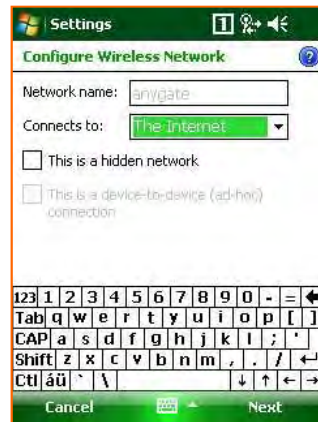 Settings 1
Configure Wireless Network ?
Network name: anygate
Connects to: The Internet
This is a hidden network
This is a device-to-device (ad-hoc)
connection
123 1 2 3 4 5 6 7 8 9 0 - =
Tab q w e r t y u i o p [ ]
CAP a s d f g h j k l ; '
Shift z x c v b n m , . /
Ctl áü ` \
Cancel Next